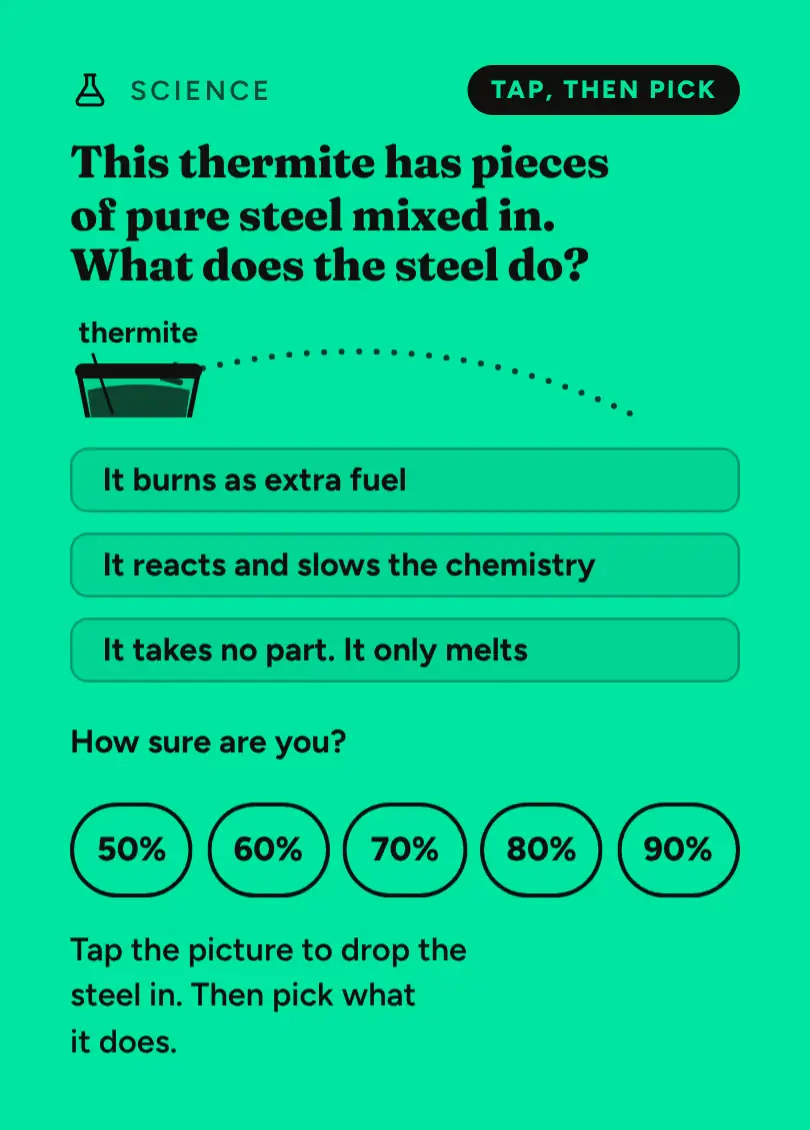 SCIENCE
TAP, THEN PICK
This thermite has pieces
of pure steel mixed in.
What does the steel do?
thermite
It burns as extra fuel
It reacts and slows the chemistry
It takes no part. It only melts
How sure are you?
50%
60%
70%
80%
90%
Tap the picture to drop the
steel in. Then pick what
it does.